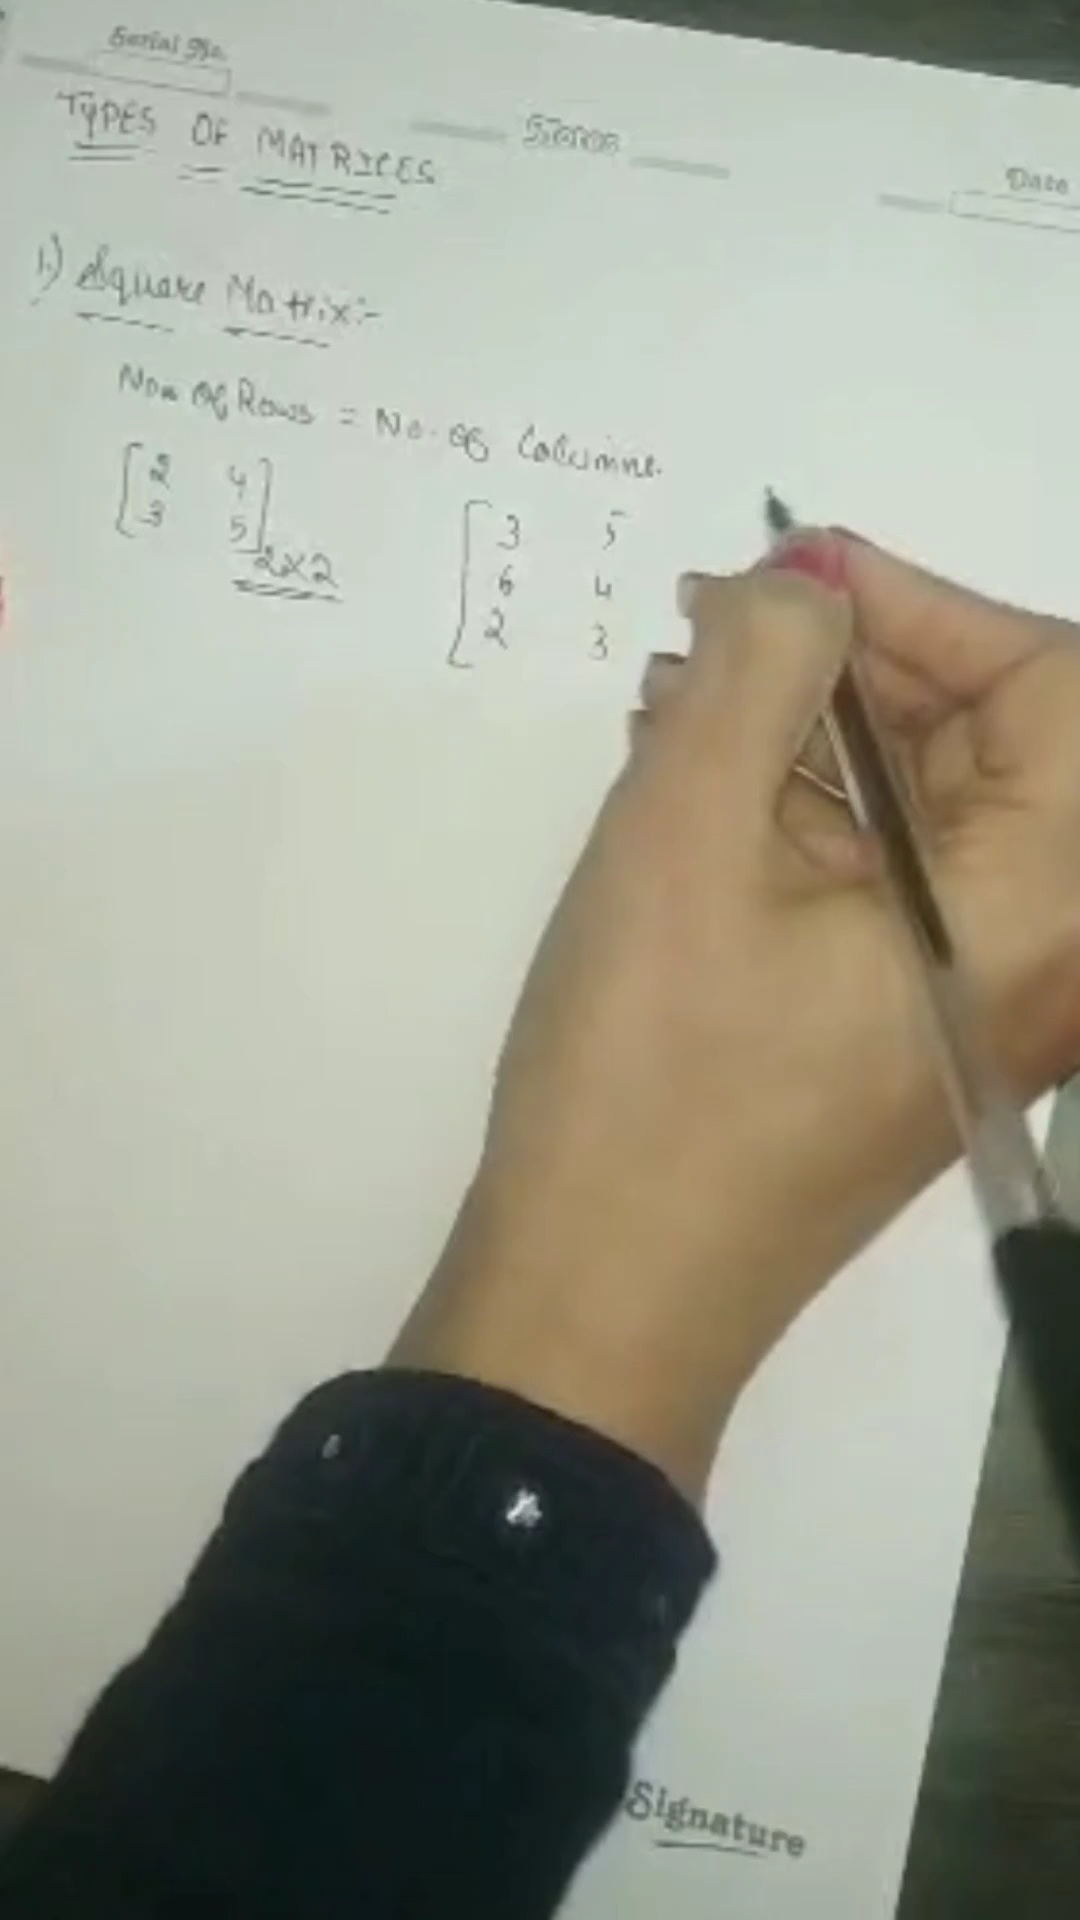 Serial No.
Date
TYPES OF MATRICES
1.) Square Matrix:-
No. of Rows = No. of Columns.
2 4
3 5
2×2
3 5
6 4
2 3
Signature